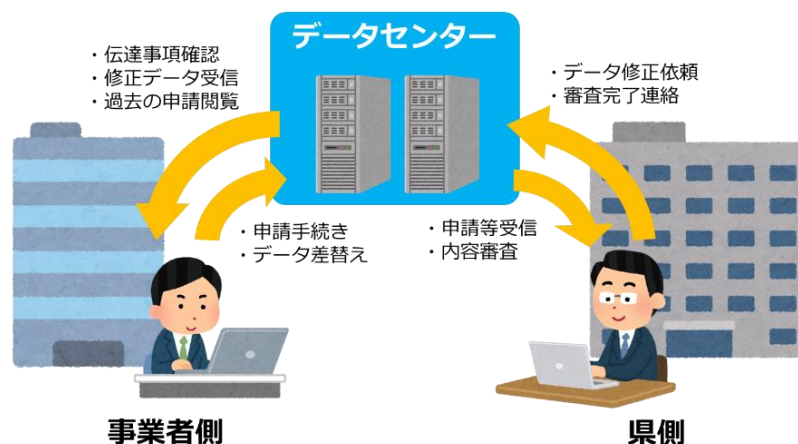 データセンター
・伝達事項確認
・修正データ受信
・過去の申請閲覧
・データ修正依頼
・審査完了連絡
・申請手続き
・データ差替え
・申請等受信
・内容審査
事業者側
県側